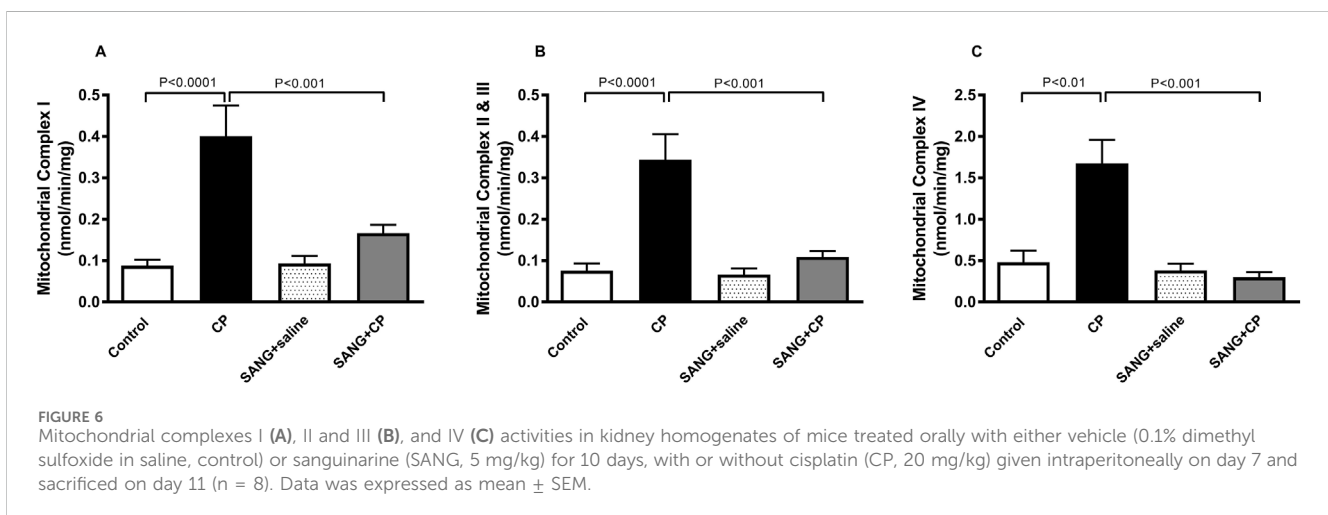 A
P<0.0001
P<0.001
Mitochondrial Complex I
(nmol/min/mg)
0.5
0.4
0.3
0.2
0.1
0.0
Control
CP
SANG+saline
SANG+CP
B
P<0.0001
P<0.001
Mitochondrial Complex II & III
(nmol/min/mg)
0.5
0.4
0.3
0.2
0.1
0.0
Control
CP
SANG+saline
SANG+CP
C
P<0.01
P<0.001
Mitochondrial Complex IV
(nmol/min/mg)
2.5
2.0
1.5
1.0
0.5
0.0
Control
CP
SANG+saline
SANG+CP
FIGURE 6
Mitochondrial complexes I (A), II and III (B), and IV (C) activities in kidney homogenates of mice treated orally with either vehicle (0.1% dimethyl
sulfoxide in saline, control) or sanguinarine (SANG, 5 mg/kg) for 10 days, with or without cisplatin (CP, 20 mg/kg) given intraperitoneally on day 7 and
sacrificed on day 11 (n = 8). Data was expressed as mean ± SEM.